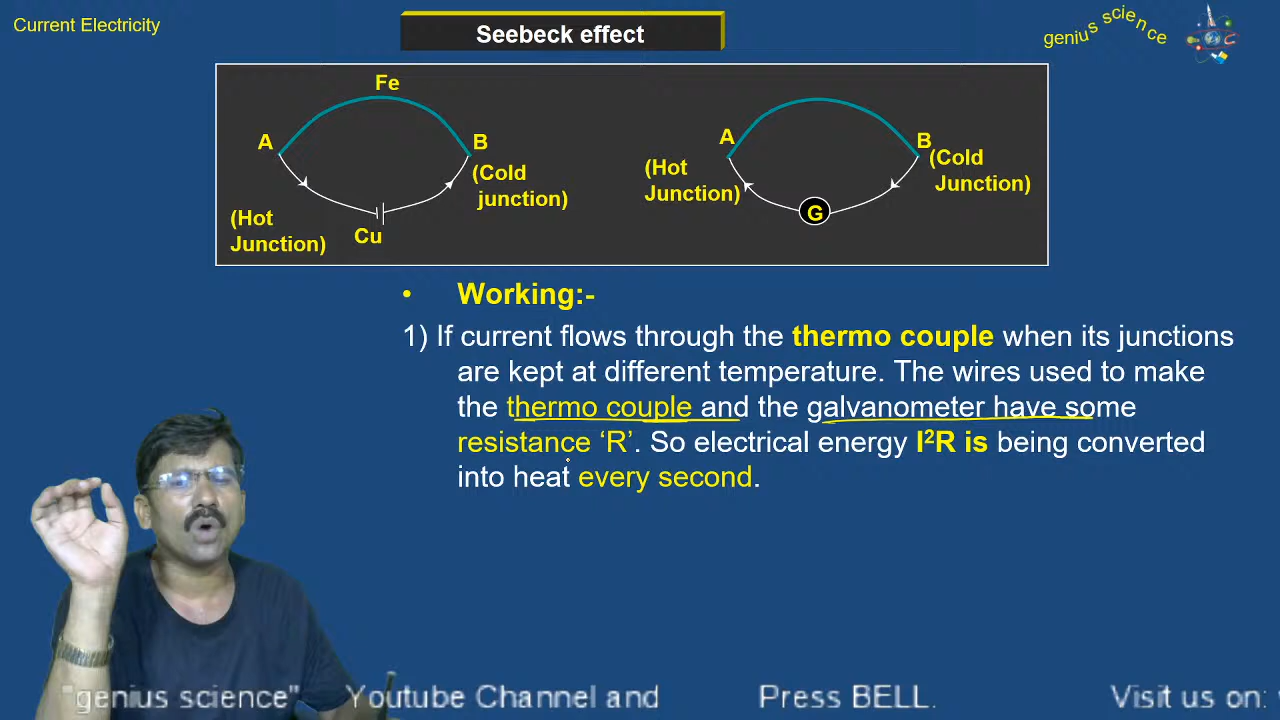 Current Electricity
Seebeck effect
genius science
Fe
A
B
(Cold
junction)
(Hot
Junction)
Cu
A
B
(Hot
Junction)
(Cold
Junction)
G
• Working:-
1) If current flows through the thermo couple when its junctions
are kept at different temperature. The wires used to make
the thermo couple and the galvanometer have some
resistance ‘R’. So electrical energy I²R is being converted
into heat every second.
"genius science" Youtube Channel and Press BELL. Visit us on: